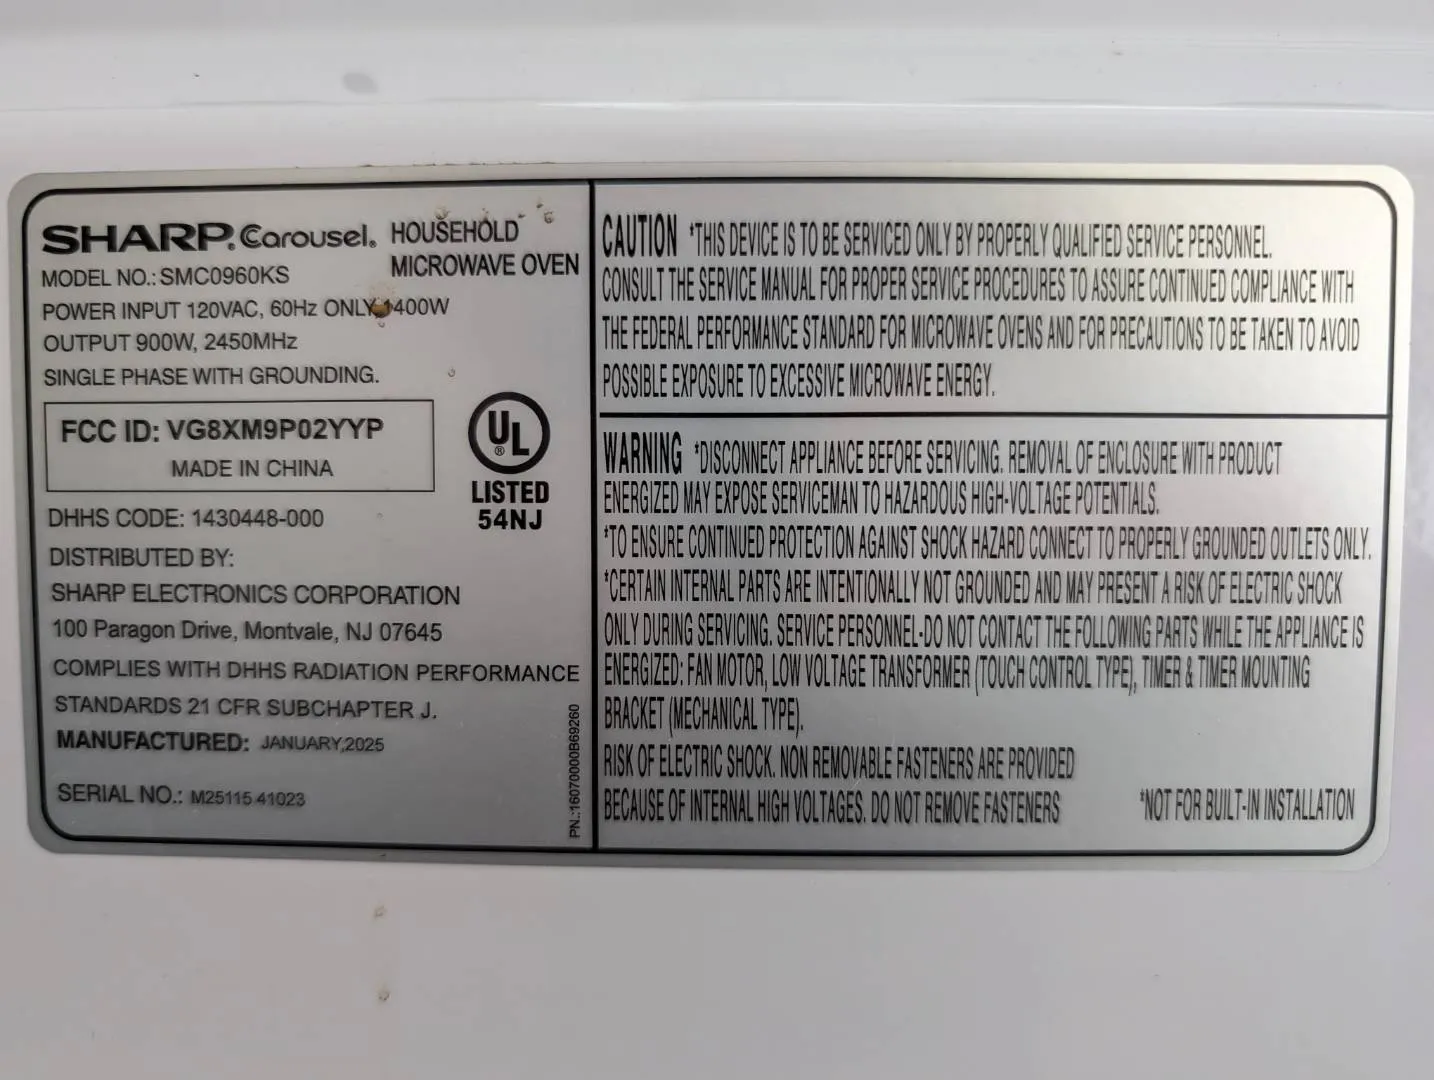 SHARP. Carousel. HOUSEHOLD
MICROWAVE OVEN
MODEL NO.: SMC0960KS
POWER INPUT 120VAC, 60Hz ONLY, 1400W
OUTPUT 900W, 2450MHz
SINGLE PHASE WITH GROUNDING.
FCC ID: VG8XM9P02YYP
MADE IN CHINA
UL
®
LISTED
54NJ
DHHS CODE: 1430448-000
DISTRIBUTED BY:
SHARP ELECTRONICS CORPORATION
100 Paragon Drive, Montvale, NJ 07645
COMPLIES WITH DHHS RADIATION PERFORMANCE
STANDARDS 21 CFR SUBCHAPTER J.
MANUFACTURED: JANUARY,2025
SERIAL NO.: M25115 41023
PN.:16070000B69260
CAUTION *THIS DEVICE IS TO BE SERVICED ONLY BY PROPERLY QUALIFIED SERVICE PERSONNEL.
CONSULT THE SERVICE MANUAL FOR PROPER SERVICE PROCEDURES TO ASSURE CONTINUED COMPLIANCE WITH
THE FEDERAL PERFORMANCE STANDARD FOR MICROWAVE OVENS AND FOR PRECAUTIONS TO BE TAKEN TO AVOID
POSSIBLE EXPOSURE TO EXCESSIVE MICROWAVE ENERGY.
WARNING *DISCONNECT APPLIANCE BEFORE SERVICING. REMOVAL OF ENCLOSURE WITH PRODUCT
ENERGIZED MAY EXPOSE SERVICEMAN TO HAZARDOUS HIGH-VOLTAGE POTENTIALS.
*TO ENSURE CONTINUED PROTECTION AGAINST SHOCK HAZARD CONNECT TO PROPERLY GROUNDED OUTLETS ONLY.
*CERTAIN INTERNAL PARTS ARE INTENTIONALLY NOT GROUNDED AND MAY PRESENT A RISK OF ELECTRIC SHOCK
ONLY DURING SERVICING. SERVICE PERSONNEL-DO NOT CONTACT THE FOLLOWING PARTS WHILE THE APPLIANCE IS
ENERGIZED: FAN MOTOR, LOW VOLTAGE TRANSFORMER (TOUCH CONTROL TYPE), TIMER & TIMER MOUNTING
BRACKET (MECHANICAL TYPE).
RISK OF ELECTRIC SHOCK. NON REMOVABLE FASTENERS ARE PROVIDED
BECAUSE OF INTERNAL HIGH VOLTAGES. DO NOT REMOVE FASTENERS *NOT FOR BUILT-IN INSTALLATION